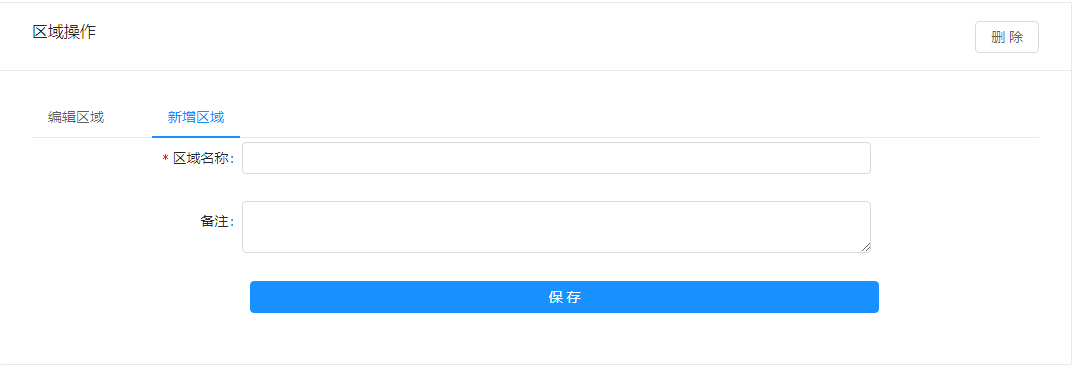 区域操作
删 除
编辑区域 新增区域
* 区域名称:
备注:
保 存